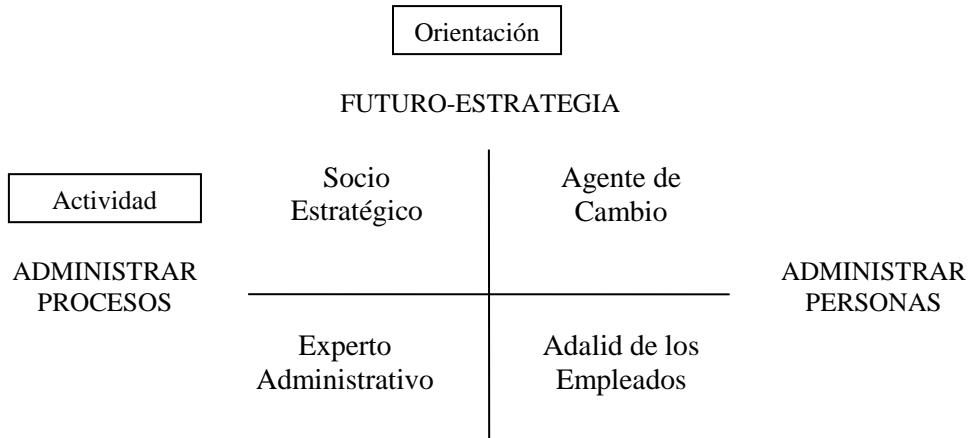 Orientación
FUTURO-ESTRATEGIA
Actividad
Socio
Estratégico
Agente de
Cambio
ADMINISTRAR
PROCESOS
ADMINISTRAR
PERSONAS
Experto
Administrativo
Adalid de los
Empleados